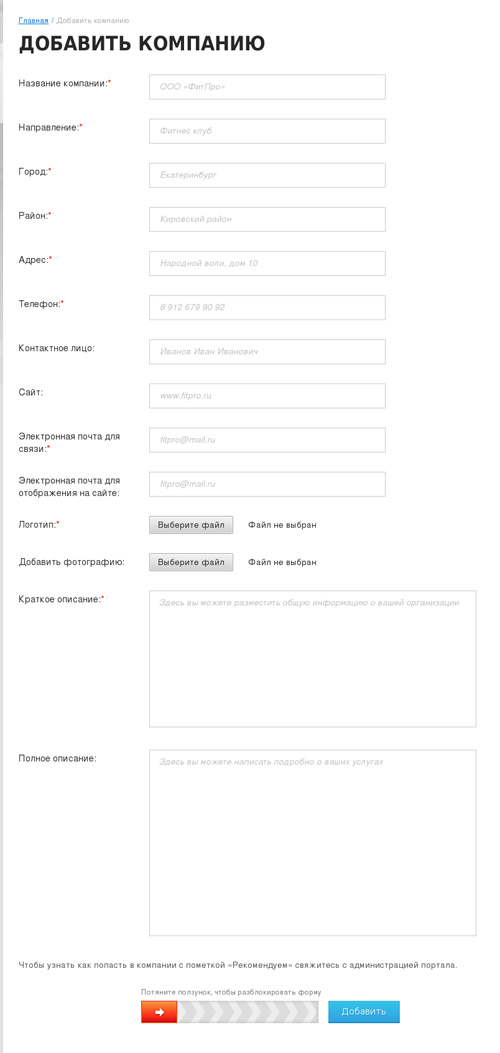 Главная / Добавить компанию
ДОБАВИТЬ КОМПАНИЮ
Название компании:*
ООО «ФитПро»
Направление:*
Фитнес клуб
Город:*
Екатеринбург
Район:*
Кировский район
Адрес:*
Народной воли, дом 10
Телефон:*
8 912 679 90 92
Контактное лицо:
Иванов Иван Иванович
Сайт:
www.fitpro.ru
Электронная почта для
связи:*
fitpro@mail.ru
Электронная почта для
отображения на сайте:
fitpro@mail.ru
Логотип:*
Выберите файл Файл не выбран
Добавить фотографию:
Выберите файл Файл не выбран
Краткое описание:*
Здесь вы можете разместить общую информацию о вашей организации
Полное описание:
Здесь вы можете написать подробно о ваших услугах
Чтобы узнать как попасть в компании с пометкой «Рекомендуем» свяжитесь с администрацией портала.
Потяните ползунок, чтобы разблокировать форму
Добавить